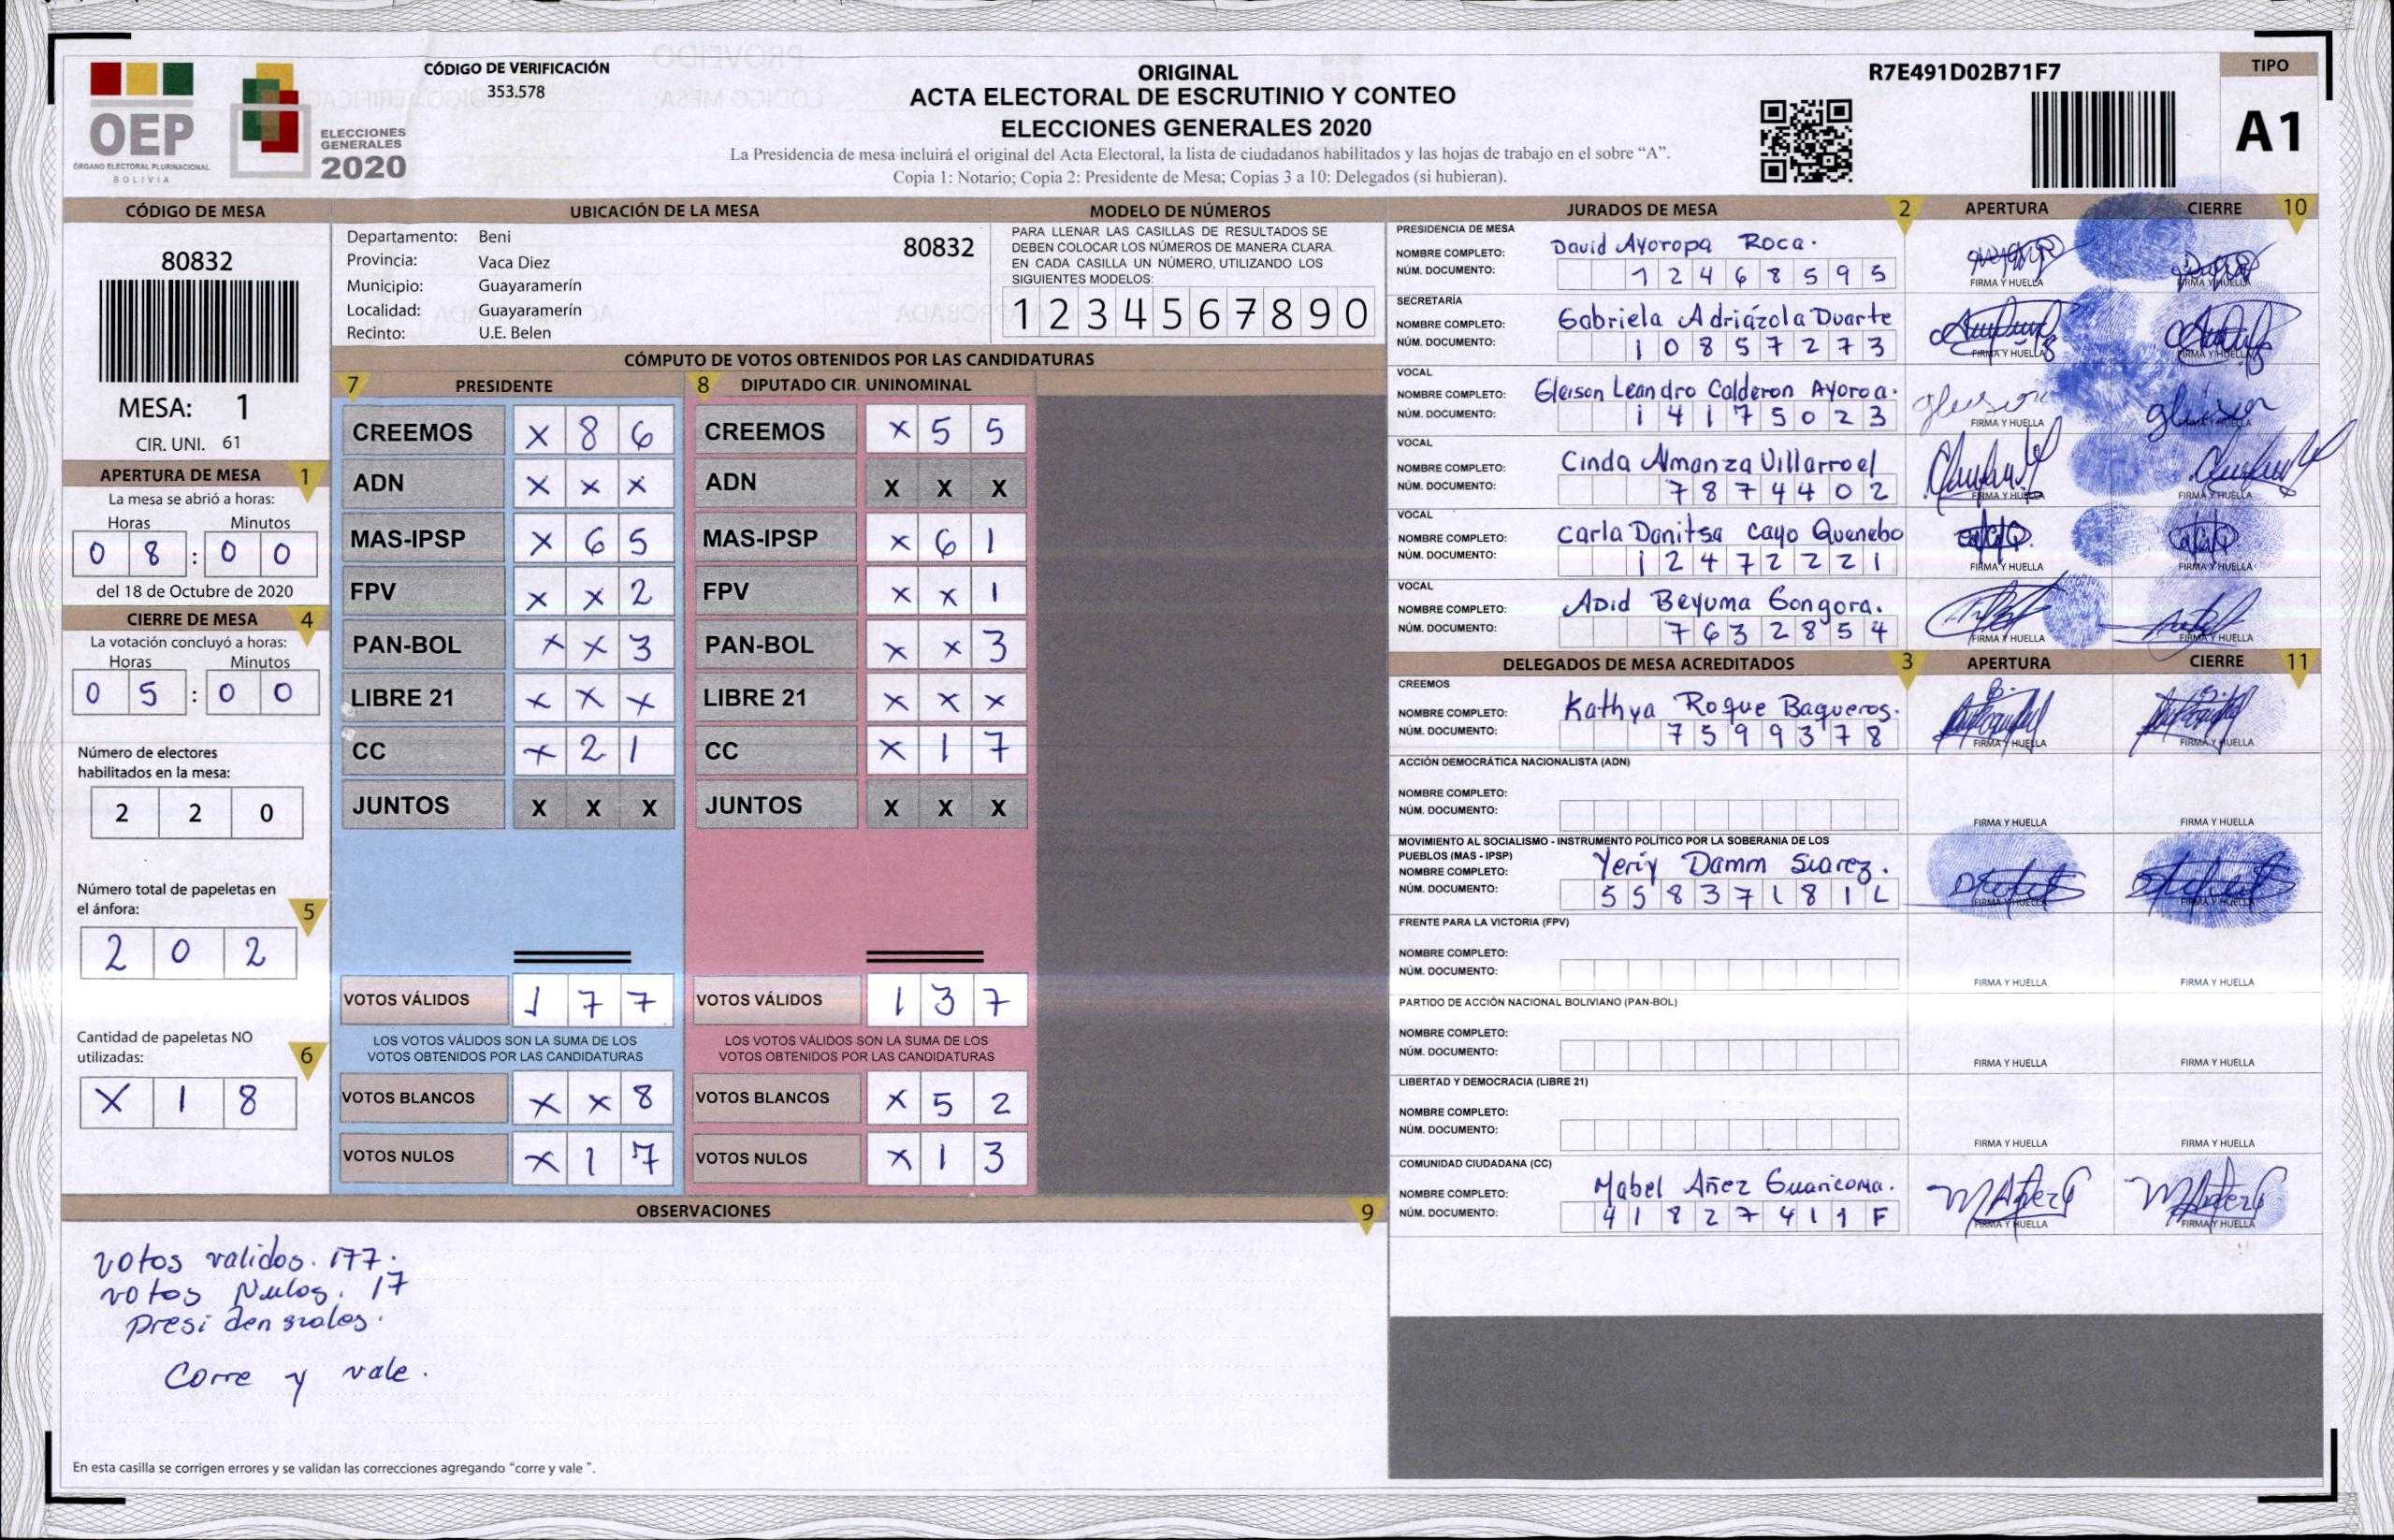 CÓDIGO DE VERIFICACIÓN
353.578
ORIGINAL
ACTA ELECTORAL DE ESCRUTINIO Y CONTEO
ELECCIONES GENERALES 2020
La Presidencia de mesa incluirá el original del Acta Electoral, la lista de ciudadanos habilitados y las hojas de trabajo en el sobre “A”.
Copia 1: Notario; Copia 2: Presidente de Mesa; Copias 3 a 10: Delegados (si hubieran).
R7E491D02B71F7
TIPO
A1
OEP
ÓRGANO ELECTORAL PLURINACIONAL
BOLIVIA
ELECCIONES
GENERALES
2020
CÓDIGO DE MESA
80832
MESA: 1
CIR. UNI. 61
APERTURA DE MESA 1
La mesa se abrió a horas:
Horas Minutos
0 8 : 0 0
del 18 de Octubre de 2020
CIERRE DE MESA 4
La votación concluyó a horas:
Horas Minutos
0 5 : 0 0
Número de electores
habilitados en la mesa:
2 2 0
Número total de papeletas en
el ánfora: 5
2 0 2
Cantidad de papeletas NO
utilizadas: 6
X 1 8
UBICACIÓN DE LA MESA
Departamento: Beni
80832
Provincia: Vaca Diez
Municipio: Guayaramerín
Localidad: Guayaramerín
Recinto: U.E. Belen
MODELO DE NÚMEROS
PARA LLENAR LAS CASILLAS DE RESULTADOS SE
DEBEN COLOCAR LOS NÚMEROS DE MANERA CLARA.
EN CADA CASILLA UN NÚMERO, UTILIZANDO LOS
SIGUIENTES MODELOS:
1 2 3 4 5 6 7 8 9 0
CÓMPUTO DE VOTOS OBTENIDOS POR LAS CANDIDATURAS
7 PRESIDENTE
CREEMOS X 8 6
ADN X X X
MAS-IPSP X 6 5
FPV X X 2
PAN-BOL X X 3
LIBRE 21 X X X
CC X 2 1
JUNTOS X X X
VOTOS VÁLIDOS 1 7 7
LOS VOTOS VÁLIDOS SON LA SUMA DE LOS
VOTOS OBTENIDOS POR LAS CANDIDATURAS
VOTOS BLANCOS X X 8
VOTOS NULOS X 1 7
8 DIPUTADO CIR. UNINOMINAL
CREEMOS X 5 5
ADN X X X
MAS-IPSP X 6 1
FPV X X 1
PAN-BOL X X 3
LIBRE 21 X X X
CC X 1 7
JUNTOS X X X
VOTOS VÁLIDOS 1 3 7
LOS VOTOS VÁLIDOS SON LA SUMA DE LOS
VOTOS OBTENIDOS POR LAS CANDIDATURAS
VOTOS BLANCOS X 5 2
VOTOS NULOS X 1 3
OBSERVACIONES 9
votos validos. 177.
votos Nulos. 17
Presidensiales.
Corre y vale.
En esta casilla se corrigen errores y se validan las correcciones agregando “corre y vale ”.
JURADOS DE MESA 2 APERTURA CIERRE 10
PRESIDENCIA DE MESA
NOMBRE COMPLETO: David Ayoropa Roca.
NÚM. DOCUMENTO: 1 2 4 6 8 5 9 5
FIRMA Y HUELLA FIRMA Y HUELLA
SECRETARÍA
NOMBRE COMPLETO: Gabriela Adriázola Duarte
NÚM. DOCUMENTO: 1 0 8 5 7 2 7 3
FIRMA Y HUELLA FIRMA Y HUELLA
VOCAL
NOMBRE COMPLETO: Gleison Leandro Calderon Ayoroa.
NÚM. DOCUMENTO: 1 4 1 7 5 0 2 3
FIRMA Y HUELLA FIRMA Y HUELLA
VOCAL
NOMBRE COMPLETO: Cinda Almanza Villarroel
NÚM. DOCUMENTO: 7 8 7 4 4 0 2
FIRMA Y HUELLA FIRMA Y HUELLA
VOCAL
NOMBRE COMPLETO: Carla Danitsa Cayo Quenebo
NÚM. DOCUMENTO: 1 2 4 7 2 2 2 1
FIRMA Y HUELLA FIRMA Y HUELLA
VOCAL
NOMBRE COMPLETO: Adid Beyuma Gongora.
NÚM. DOCUMENTO: 7 6 3 2 8 5 4
FIRMA Y HUELLA FIRMA Y HUELLA
DELEGADOS DE MESA ACREDITADOS 3 APERTURA CIERRE 11
CREEMOS
NOMBRE COMPLETO: Kathya Roque Baqueros.
NÚM. DOCUMENTO: 7 5 9 9 3 7 8
FIRMA Y HUELLA FIRMA Y HUELLA
ACCIÓN DEMOCRÁTICA NACIONALISTA (ADN)
NOMBRE COMPLETO:
NÚM. DOCUMENTO:
FIRMA Y HUELLA FIRMA Y HUELLA
MOVIMIENTO AL SOCIALISMO - INSTRUMENTO POLÍTICO POR LA SOBERANIA DE LOS
PUEBLOS (MAS - IPSP)
NOMBRE COMPLETO: Yeriy Damm Suarez.
NÚM. DOCUMENTO: 5 5 8 3 7 1 8 1 L
FIRMA Y HUELLA FIRMA Y HUELLA
FRENTE PARA LA VICTORIA (FPV)
NOMBRE COMPLETO:
NÚM. DOCUMENTO:
FIRMA Y HUELLA FIRMA Y HUELLA
PARTIDO DE ACCIÓN NACIONAL BOLIVIANO (PAN-BOL)
NOMBRE COMPLETO:
NÚM. DOCUMENTO:
FIRMA Y HUELLA FIRMA Y HUELLA
LIBERTAD Y DEMOCRACIA (LIBRE 21)
NOMBRE COMPLETO:
NÚM. DOCUMENTO:
FIRMA Y HUELLA FIRMA Y HUELLA
COMUNIDAD CIUDADANA (CC)
NOMBRE COMPLETO: Mabel Añez Guaricoma.
NÚM. DOCUMENTO: 4 1 8 2 7 4 1 1 F
FIRMA Y HUELLA FIRMA Y HUELLA